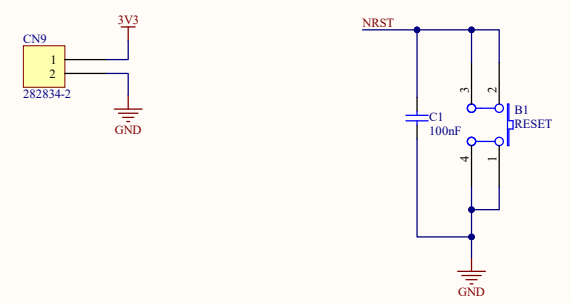 3V3
CN9
1
2
282834-2
GND
NRST
3
2
C1
100nF
B1
RESET
4
1
GND